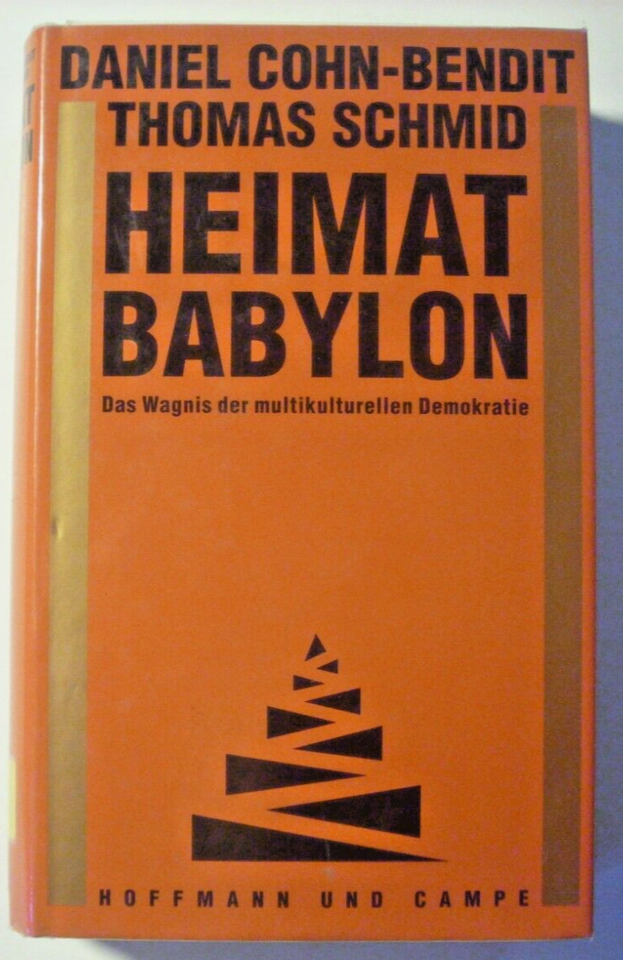 DANIEL COHN-BENDIT
THOMAS SCHMID
HEIMAT
BABYLON
Das Wagnis der multikulturellen Demokratie
HOFFMANN UND CAMPE